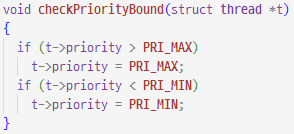 void checkPriorityBound(struct thread *t)
{
  if (t->priority > PRI_MAX)
    t->priority = PRI_MAX;
  if (t->priority < PRI_MIN)
    t->priority = PRI_MIN;
}